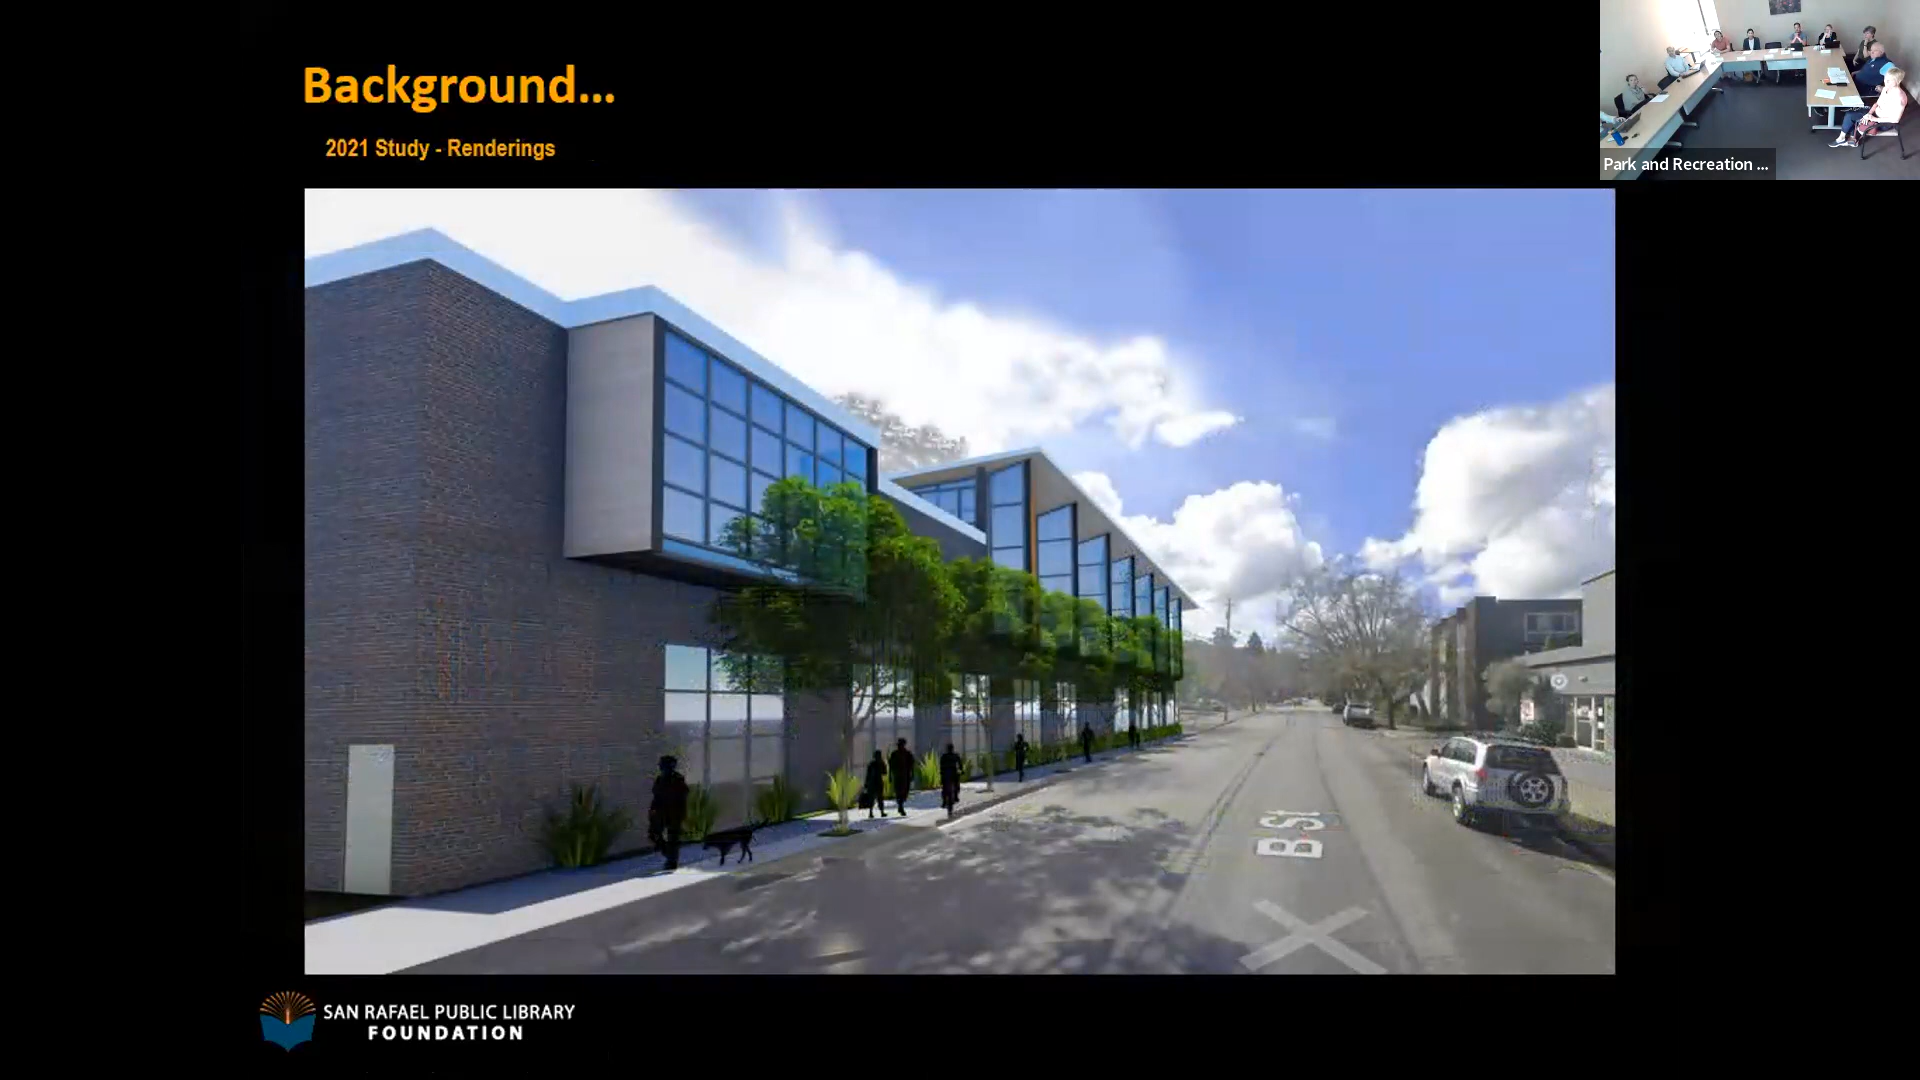 Background...
2021 Study - Renderings
Park and Recreation ...
B St
SAN RAFAEL PUBLIC LIBRARY
FOUNDATION